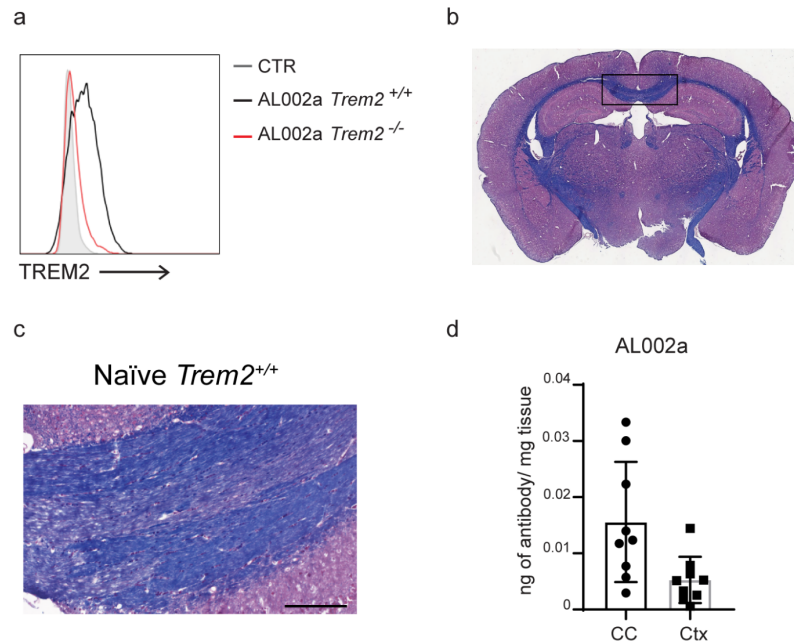 a
CTR
AL002a Trem2 +/+
AL002a Trem2 -/-
TREM2
b
c
Naïve Trem2+/+
d
AL002a
ng of antibody/ mg tissue
0.04
0.03
0.02
0.01
0
CC
Ctx